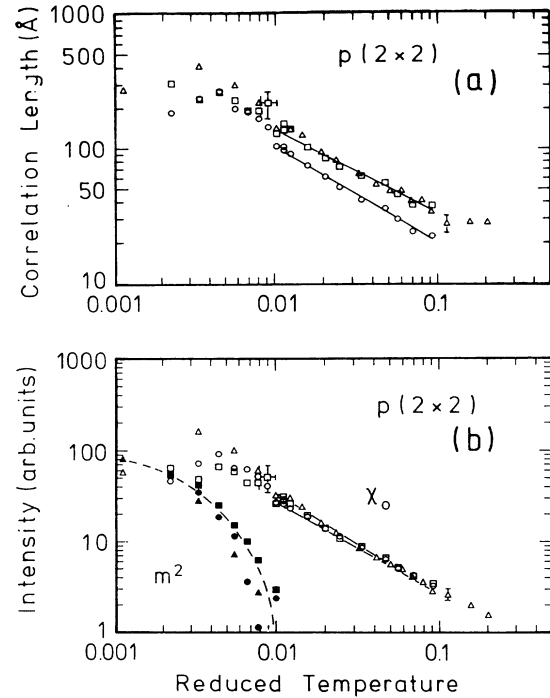 Correlation Length (Å)
1000
100
50
10
p (2×2)
(a)
0.001
0.01
0.1
Intensity (arb. units)
1000
100
10
1
p (2×2)
(b)
χ₀
m²
0.001
0.01
0.1
Reduced Temperature